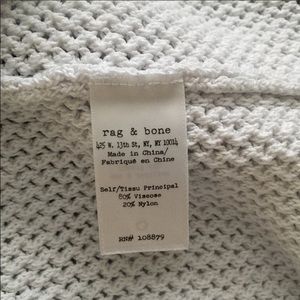 rag & bone
425 W. 13th St, NY, NY 10014
Made in China/
Fabriqué en Chine
Self/Tissu Principal
80% Viscose
20% Nylon
RN# 108879